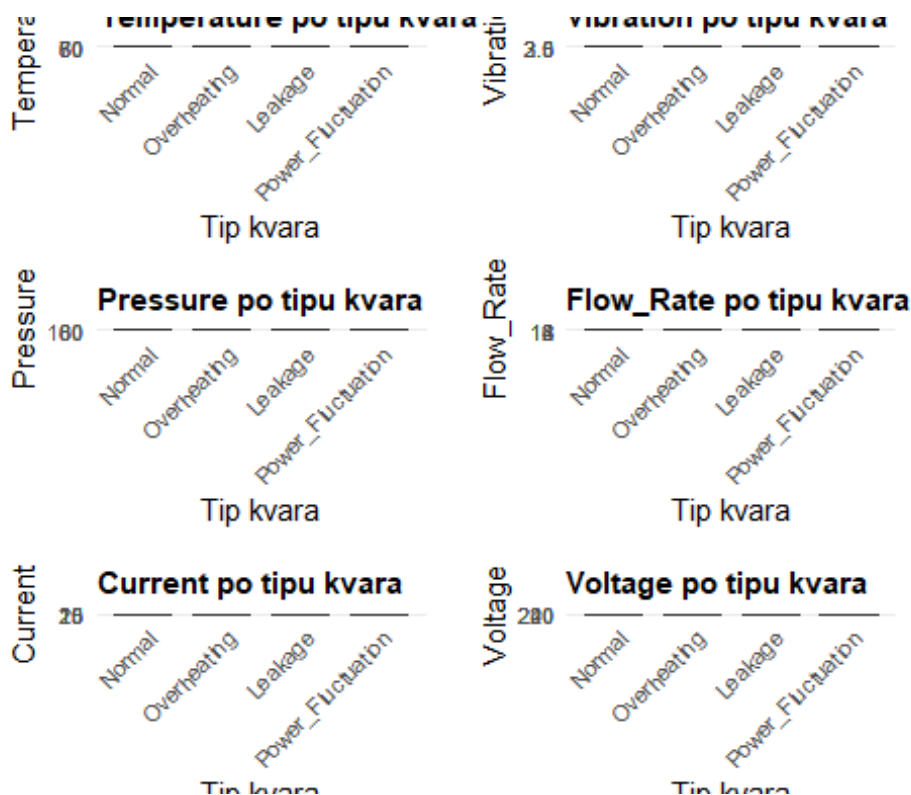 Temperature po tipu kvara
Tempera
Normal
Overheating
Leakage
Power_Fluctuation
Tip kvara
Vibration po tipu kvara
Vibrati
Normal
Overheating
Leakage
Power_Fluctuation
Tip kvara
Pressure po tipu kvara
Pressure
Normal
Overheating
Leakage
Power_Fluctuation
Tip kvara
Flow_Rate po tipu kvara
Flow_Rate
Normal
Overheating
Leakage
Power_Fluctuation
Tip kvara
Current po tipu kvara
Current
Normal
Overheating
Leakage
Power_Fluctuation
Tip kvara
Voltage po tipu kvara
Voltage
Normal
Overheating
Leakage
Power_Fluctuation
Tip kvara